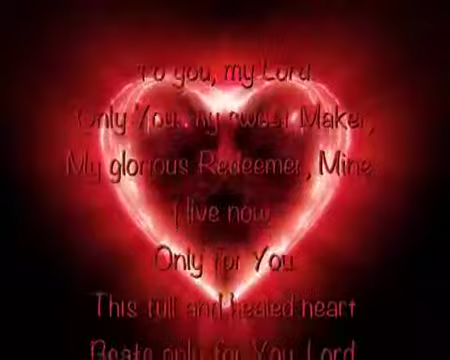 To you, my Lord
Only You, my sweet Maker,
My glorious Redeemer, Mine
I live now
Only for You
This full and healed heart
Beats only for You Lord